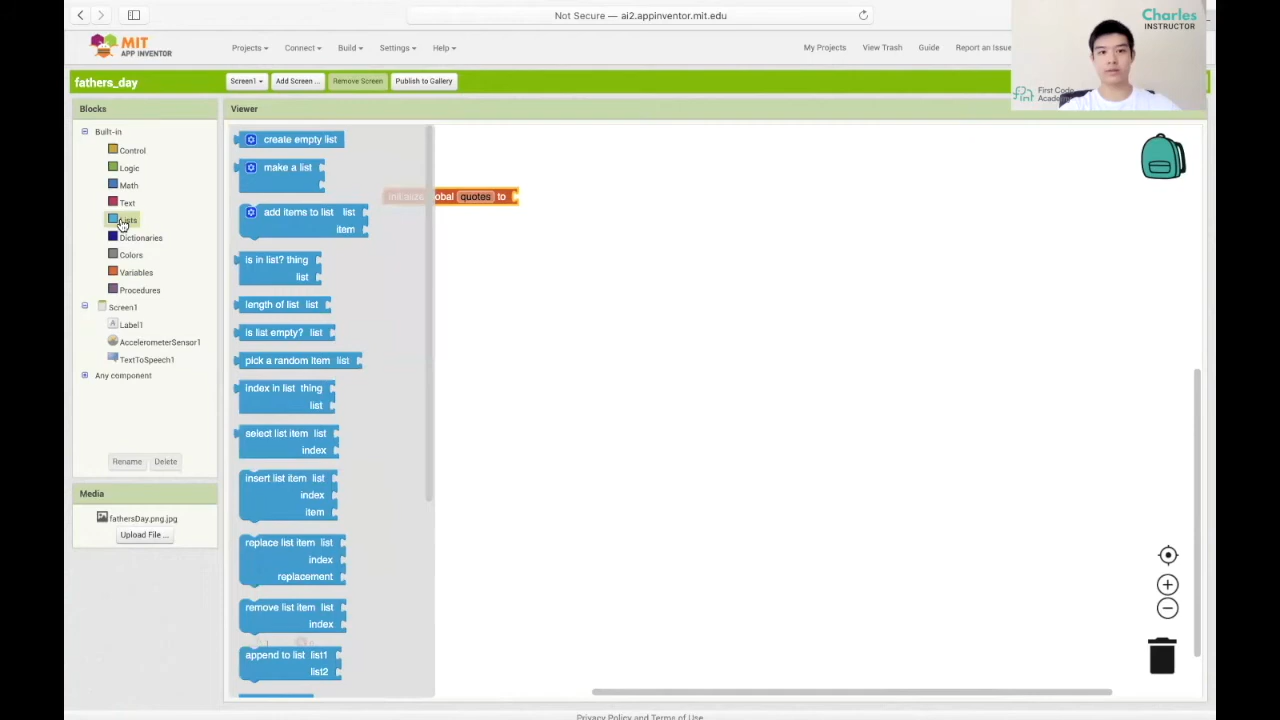 Not Secure — ai2.appinventor.mit.edu
Charles
INSTRUCTOR
MIT
APP INVENTOR
Projects Connect Build Settings Help
My Projects View Trash Guide Report an Issue
fathers_day
Screen1 Add Screen ... Remove Screen Publish to Gallery
First Code
Academy
Blocks
Viewer
Built-in
Control
Logic
Math
Text
Lists
Dictionaries
Colors
Variables
Procedures
Screen1
Label1
AccelerometerSensor1
TextToSpeech1
Any component
Rename Delete
Media
fathersDay.png.jpg
Upload File ...
create empty list
make a list
add items to list list
item
is in list? thing
list
length of list list
is list empty? list
pick a random item list
index in list thing
list
select list item list
index
insert list item list
index
item
replace list item list
index
replacement
remove list item list
index
append to list list1
list2
initialize global quotes to
Privacy Policy and Terms of Use